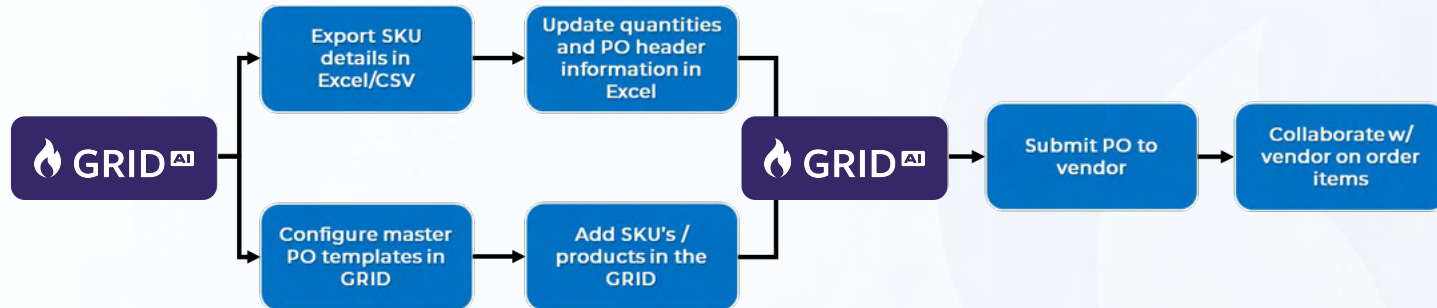 Export SKU
details in
Excel/CSV
Update quantities
and PO header
information in
Excel
GRID AI
Configure master
PO templates in
GRID
Add SKU's /
products in the
GRID
GRID AI
Submit PO to
vendor
Collaborate w/
vendor on order
items